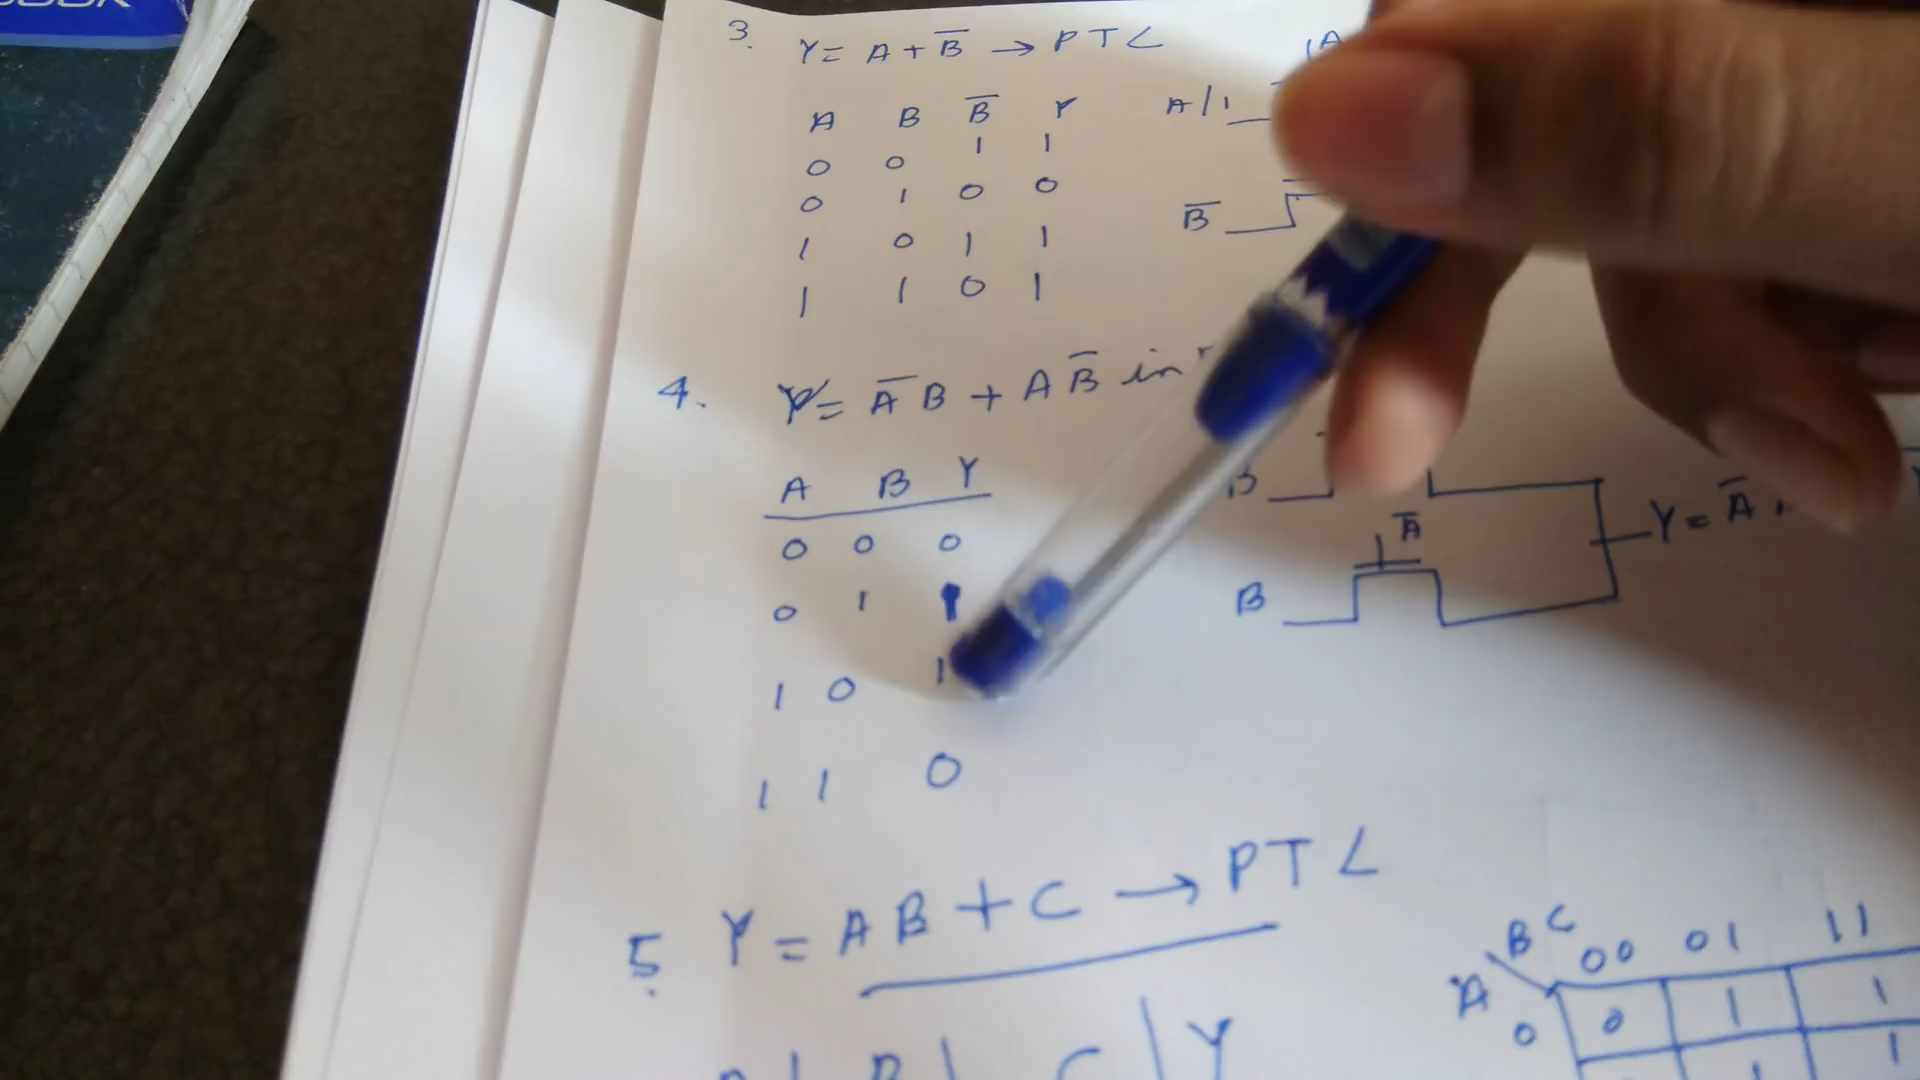 3. Y = A + B̅ → PTL
A B B̅ Y
0 0 1 1
0 1 0 0
1 0 1 1
1 1 0 1
A/1
B̅
4. Y = A̅B + AB̅ in
A B Y
0 0 0
0 1 1
1 0 1
1 1 0
B
A̅
B
Y = A̅
5. Y = AB + C → PTL
A B C Y
BC
A
00 01 11
0 0 1 1
1 1